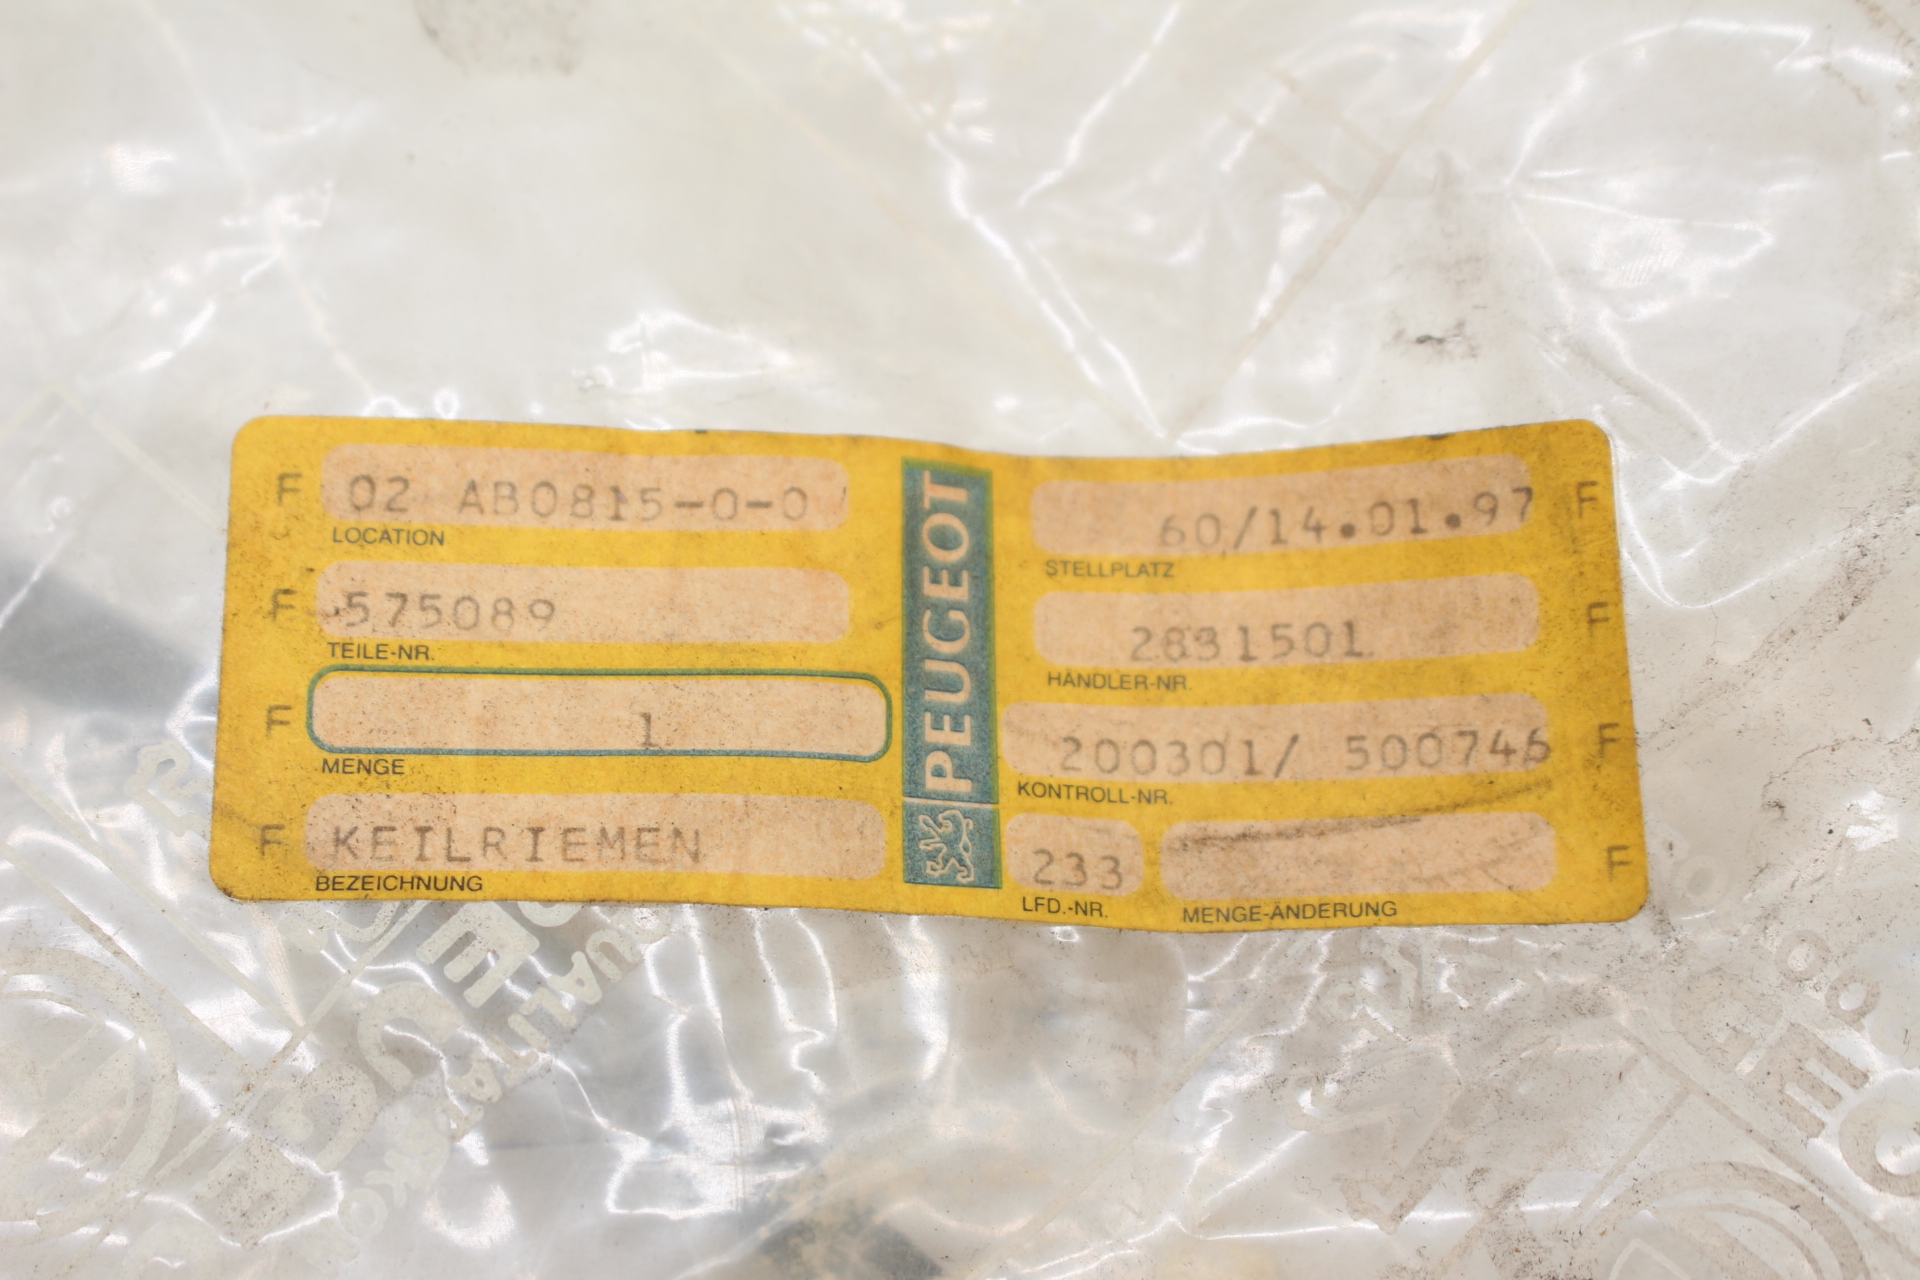 F 02 AB0815-0-0
LOCATION
F 575089
TEILE-NR.
F 1
MENGE
F KEILRIEMEN
BEZEICHNUNG
PEUGEOT
60/14.01.97 F
STELLPLATZ
2831501 F
HÄNDLER-NR.
200301/ 500746 F
KONTROLL-NR.
233 F
LFD.-NR. MENGE-ÄNDERUNG